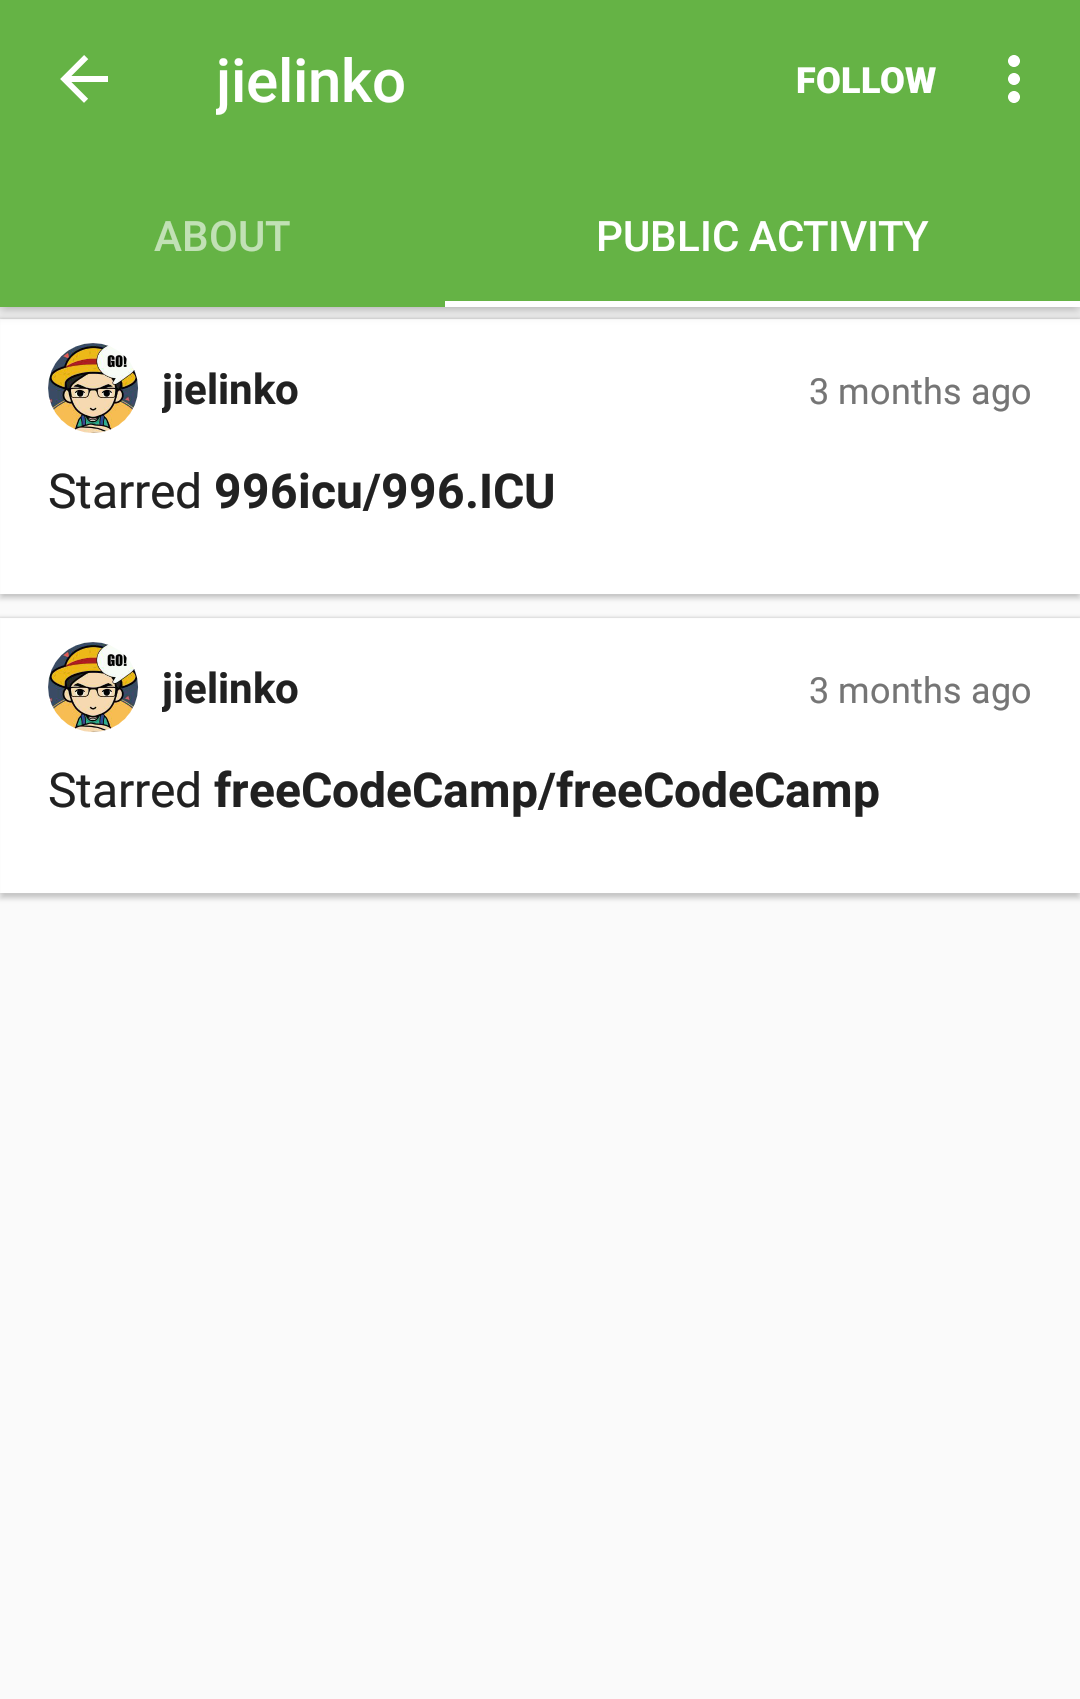 jielinko FOLLOW
ABOUT PUBLIC ACTIVITY
GO!
jielinko 3 months ago
Starred 996icu/996.ICU
GO!
jielinko 3 months ago
Starred freeCodeCamp/freeCodeCamp